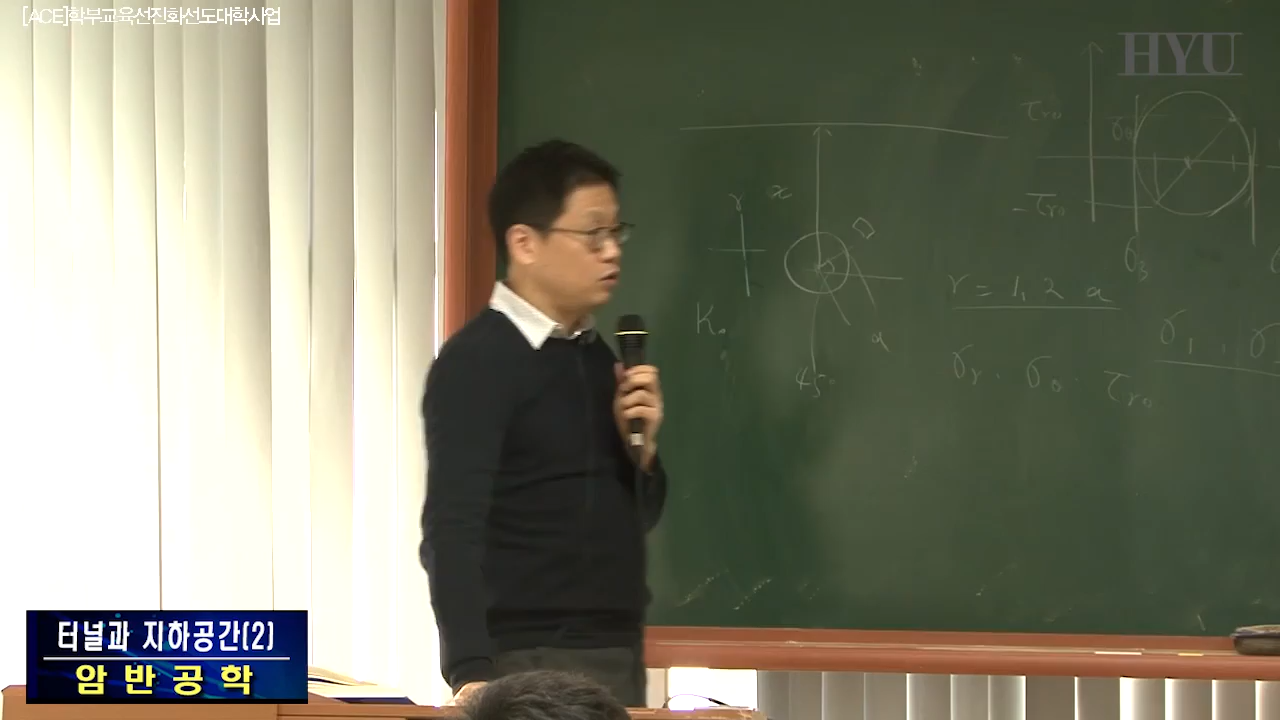 [ACE]학부교육선진화선도대학사업
HYU
τrθ
σθ
-τrθ
σ3
r
α
K₀
α
45°
r = 1, 2 a
σr, σθ, τrθ
σ1, σ
터널과 지하공간(2)
암반공학